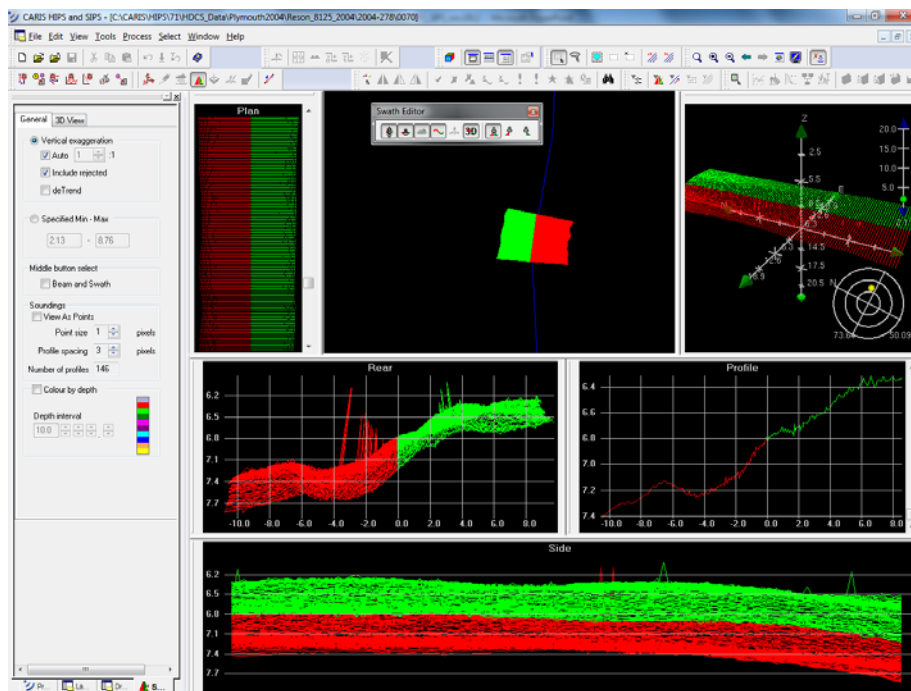 CARIS HIPS and SIPS - [C:\CARIS\HIPS\71\HDCS_Data\Plymouth2004\Reson_8125_2004\2004-278\0070]
File Edit View Tools Process Select Window Help
General 3D View
Vertical exaggeration
Auto 1 :1
Include rejected
deTrend
Specified Min - Max
2.13 - 8.76
Middle button select
Beam and Swath
Soundings
View As Points
Point size 1 pixels
Profile spacing 3 pixels
Number of profiles 146
Colour by depth
Depth interval
10.0
Pr... La... Dr... S...
Plan
Swath Editor
3D
Z
2.5
5.5
14.5
17.5
20.5
N
E
20.0
15.0
10.0
5.0
N
73.6
50.09
Rear
6.2
6.5
6.8
7.1
7.4
7.7
-10.0 -8.0 -6.0 -4.0 -2.0 0.0 2.0 4.0 6.0 8.0
Profile
6.4
6.6
6.8
7.0
7.2
7.4
-10.0 -8.0 -6.0 -4.0 -2.0 0.0 2.0 4.0 6.0 8.0
Side
6.2
6.5
6.8
7.1
7.4
7.7